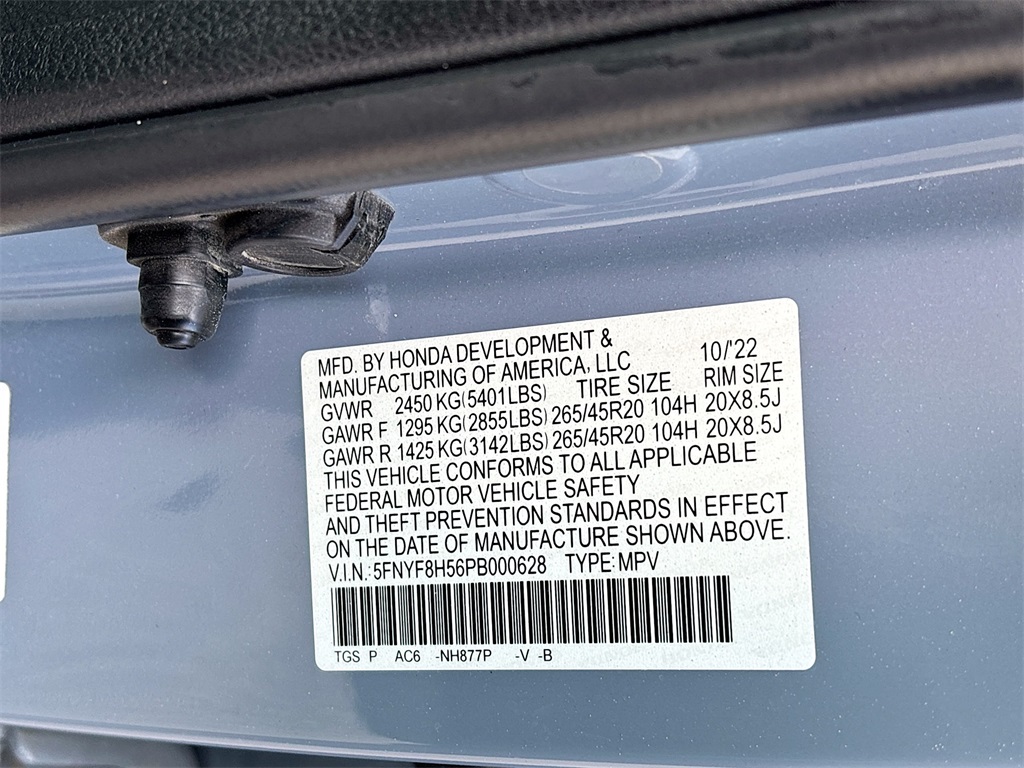 MFD. BY HONDA DEVELOPMENT &
MANUFACTURING OF AMERICA, LLC 10/'22
GVWR 2450 KG(5401LBS) TIRE SIZE RIM SIZE
GAWR F 1295 KG(2855LBS) 265/45R20 104H 20X8.5J
GAWR R 1425 KG(3142LBS) 265/45R20 104H 20X8.5J
THIS VEHICLE CONFORMS TO ALL APPLICABLE
FEDERAL MOTOR VEHICLE SAFETY
AND THEFT PREVENTION STANDARDS IN EFFECT
ON THE DATE OF MANUFACTURE SHOWN ABOVE.
V.I.N.: 5FNYF8H56PB000628 TYPE: MPV
TGS P AC6 -NH877P -V -B